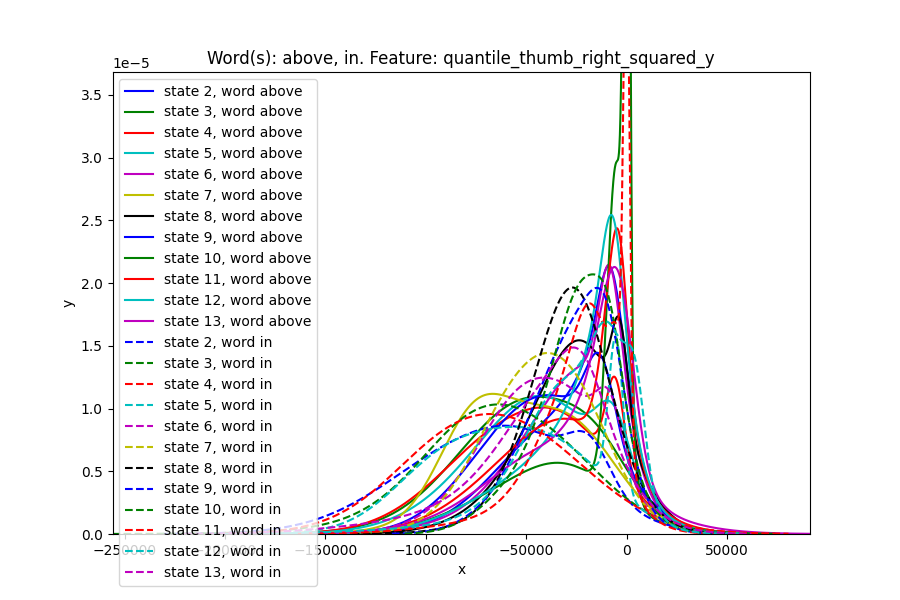 Word(s): above, in. Feature: quantile_thumb_right_squared_y
1e−5
3.5
3.0
2.5
2.0
1.5
1.0
0.5
0.0
y
state 2, word above
state 3, word above
state 4, word above
state 5, word above
state 6, word above
state 7, word above
state 8, word above
state 9, word above
state 10, word above
state 11, word above
state 12, word above
state 13, word above
state 2, word in
state 3, word in
state 4, word in
state 5, word in
state 6, word in
state 7, word in
state 8, word in
state 9, word in
state 10, word in
state 11, word in
state 12, word in
state 13, word in
−250000 −200000 −150000 −100000 −50000 0 50000
x